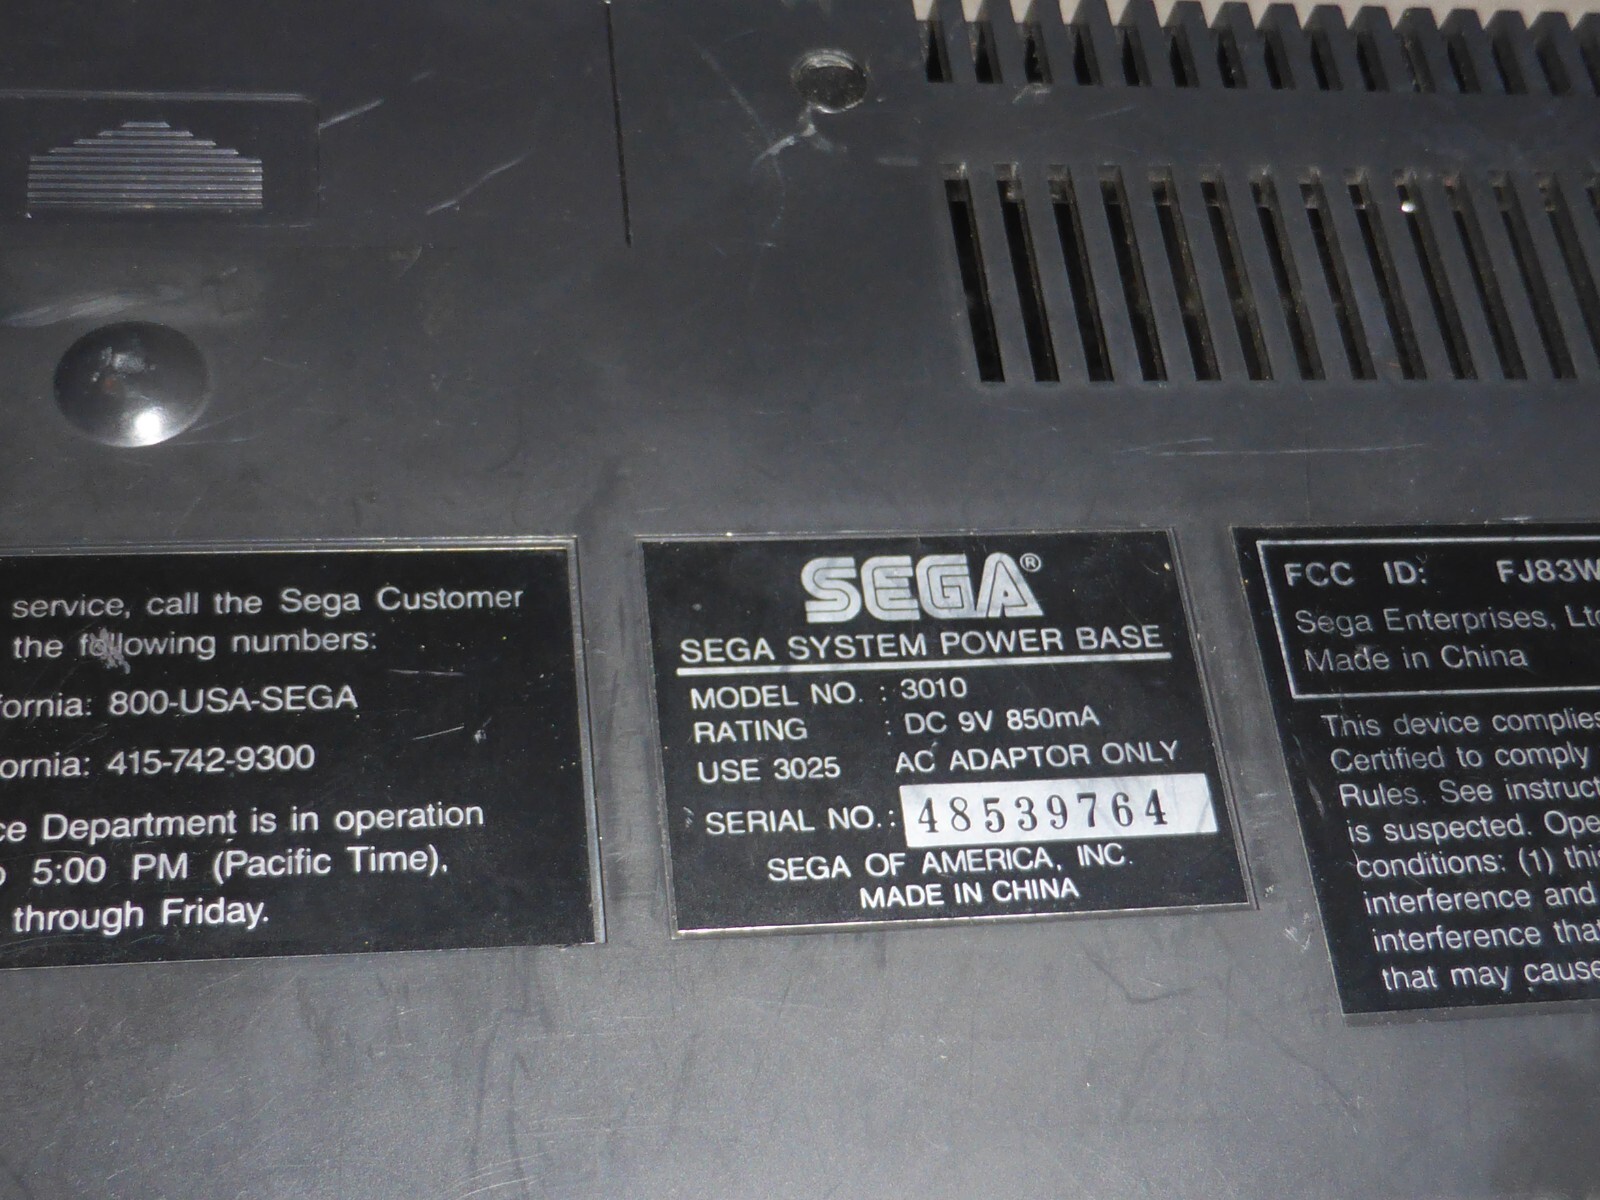 service, call the Sega Customer
the following numbers:
fornia: 800-USA-SEGA
ornia: 415-742-9300
ce Department is in operation
5:00 PM (Pacific Time),
through Friday.
SEGA®
SEGA SYSTEM POWER BASE
MODEL NO. : 3010
RATING : DC 9V 850mA
USE 3025 AC ADAPTOR ONLY
SERIAL NO.: 48539764
SEGA OF AMERICA, INC.
MADE IN CHINA
FCC ID: FJ83W
Sega Enterprises, Ltd
Made in China
This device complies
Certified to comply
Rules. See instruct
is suspected. Ope
conditions: (1) this
interference and
interference that
that may cause